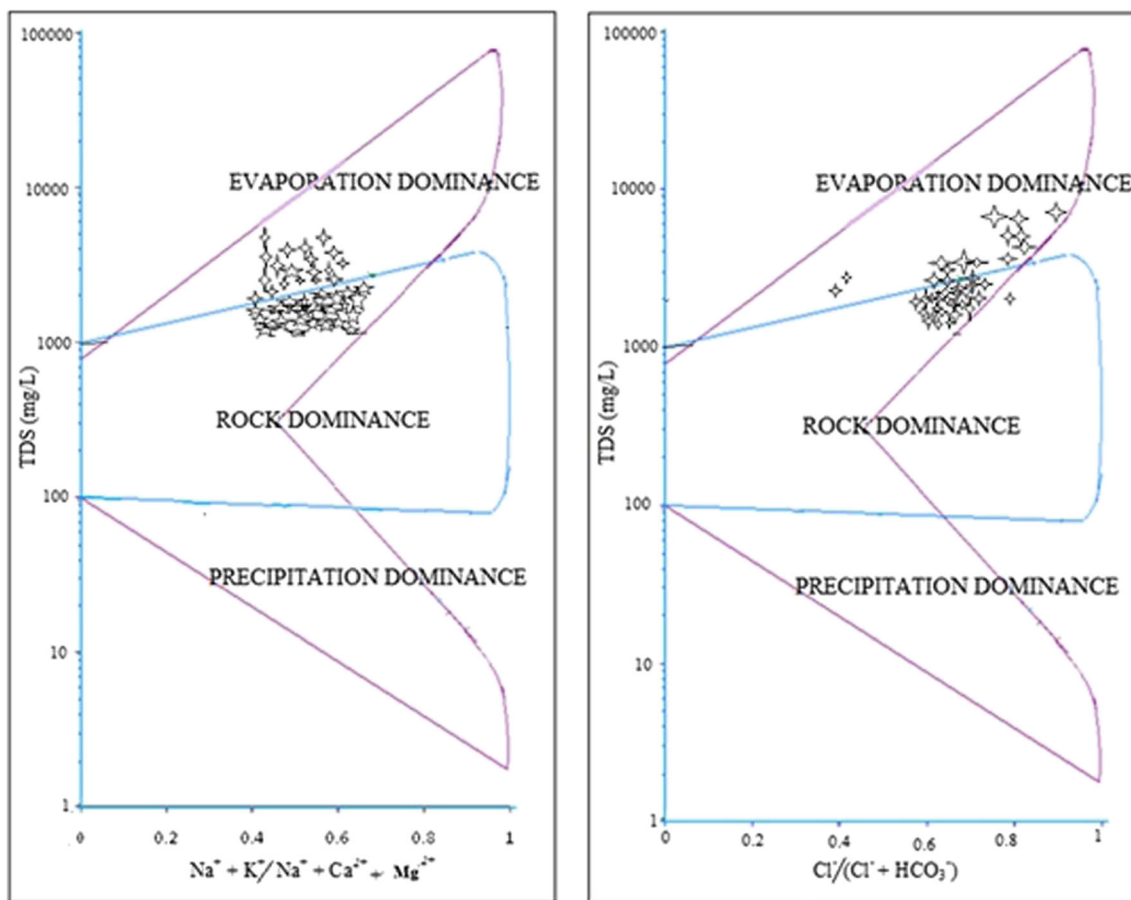 100000
EVAPORATION DOMINANCE
10000
1000
TDS (mg/L)
ROCK DOMINANCE
100
PRECIPITATION DOMINANCE
10
1
0 0.2 0.4 0.6 0.8 1
Na⁺ + K⁺/Na⁺ + Ca²⁺ + Mg²⁺
100000
EVAPORATION DOMINANCE
10000
1000
TDS (mg/L)
ROCK DOMINANCE
100
PRECIPITATION DOMINANCE
10
1
0 0.2 0.4 0.6 0.8 1
Cl⁻/(Cl⁻ + HCO₃⁻)